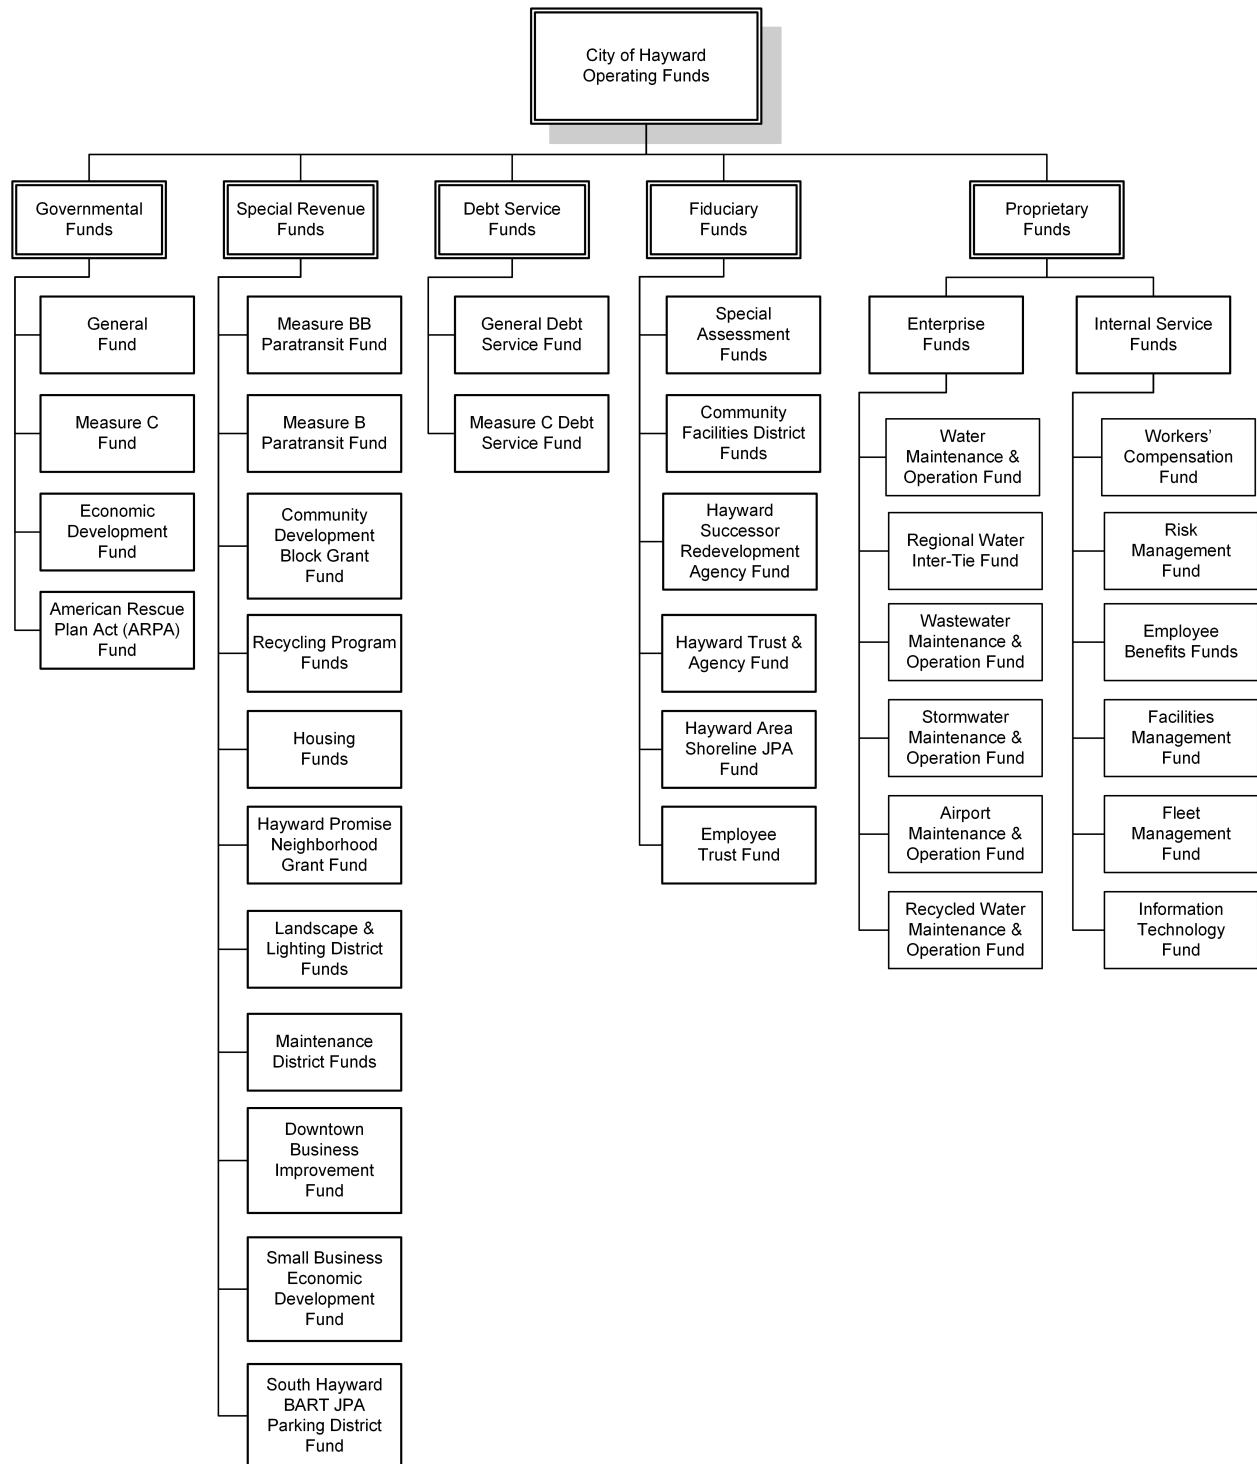 City of Hayward
Operating Funds
Governmental
Funds
Special Revenue
Funds
Debt Service
Funds
Fiduciary
Funds
Proprietary
Funds
General
Fund
Measure C
Fund
Economic
Development
Fund
American Rescue
Plan Act (ARPA)
Fund
Measure BB
Paratransit Fund
Measure B
Paratransit Fund
Community
Development
Block Grant
Fund
Recycling Program
Funds
Housing
Funds
Hayward Promise
Neighborhood
Grant Fund
Landscape &
Lighting District
Funds
Maintenance
District Funds
Downtown
Business
Improvement
Fund
Small Business
Economic
Development
Fund
South Hayward
BART JPA
Parking District
Fund
General Debt
Service Fund
Measure C Debt
Service Fund
Special
Assessment
Funds
Community
Facilities District
Funds
Hayward
Successor
Redevelopment
Agency Fund
Hayward Trust &
Agency Fund
Hayward Area
Shoreline JPA
Fund
Employee
Trust Fund
Enterprise
Funds
Water
Maintenance &
Operation Fund
Regional Water
Inter-Tie Fund
Wastewater
Maintenance &
Operation Fund
Stormwater
Maintenance &
Operation Fund
Airport
Maintenance &
Operation Fund
Recycled Water
Maintenance &
Operation Fund
Internal Service
Funds
Workers’
Compensation
Fund
Risk
Management
Fund
Employee
Benefits Funds
Facilities
Management
Fund
Fleet
Management
Fund
Information
Technology
Fund